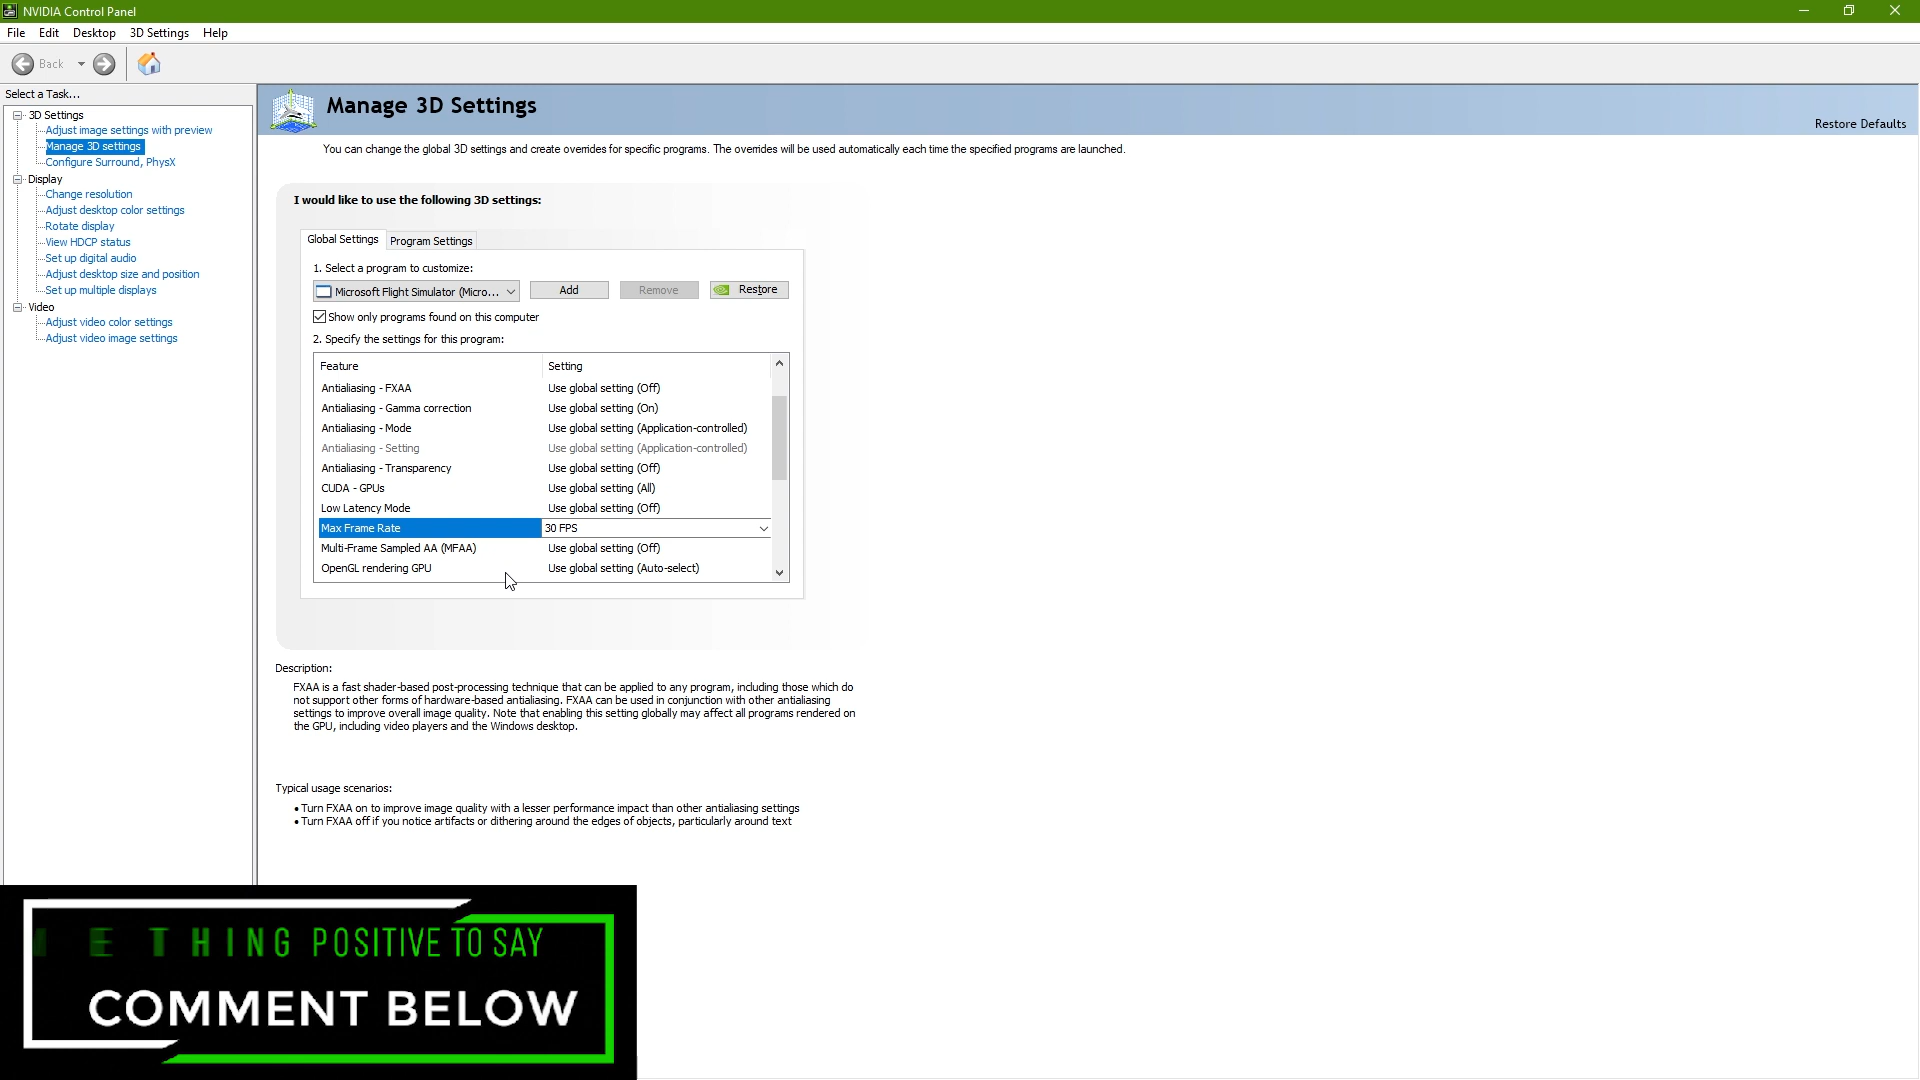 NVIDIA Control Panel
File Edit Desktop 3D Settings Help
Back
Select a Task...
3D Settings
Adjust image settings with preview
Manage 3D settings
Configure Surround, PhysX
Display
Change resolution
Adjust desktop color settings
Rotate display
View HDCP status
Set up digital audio
Adjust desktop size and position
Set up multiple displays
Video
Adjust video color settings
Adjust video image settings
Manage 3D Settings
Restore Defaults
You can change the global 3D settings and create overrides for specific programs. The overrides will be used automatically each time the specified programs are launched.
I would like to use the following 3D settings:
Global Settings Program Settings
1. Select a program to customize:
Microsoft Flight Simulator (Micro... Add Remove Restore
Show only programs found on this computer
2. Specify the settings for this program:
Feature Setting
Antialiasing - FXAA Use global setting (Off)
Antialiasing - Gamma correction Use global setting (On)
Antialiasing - Mode Use global setting (Application-controlled)
Antialiasing - Setting Use global setting (Application-controlled)
Antialiasing - Transparency Use global setting (Off)
CUDA - GPUs Use global setting (All)
Low Latency Mode Use global setting (Off)
Max Frame Rate 30 FPS
Multi-Frame Sampled AA (MFAA) Use global setting (Off)
OpenGL rendering GPU Use global setting (Auto-select)
Description:
FXAA is a fast shader-based post-processing technique that can be applied to any program, including those which do
not support other forms of hardware-based antialiasing. FXAA can be used in conjunction with other antialiasing
settings to improve overall image quality. Note that enabling this setting globally may affect all programs rendered on
the GPU, including video players and the Windows desktop.
Typical usage scenarios:
• Turn FXAA on to improve image quality with a lesser performance impact than other antialiasing settings
• Turn FXAA off if you notice artifacts or dithering around the edges of objects, particularly around text
METHING POSITIVE TO SAY
COMMENT BELOW